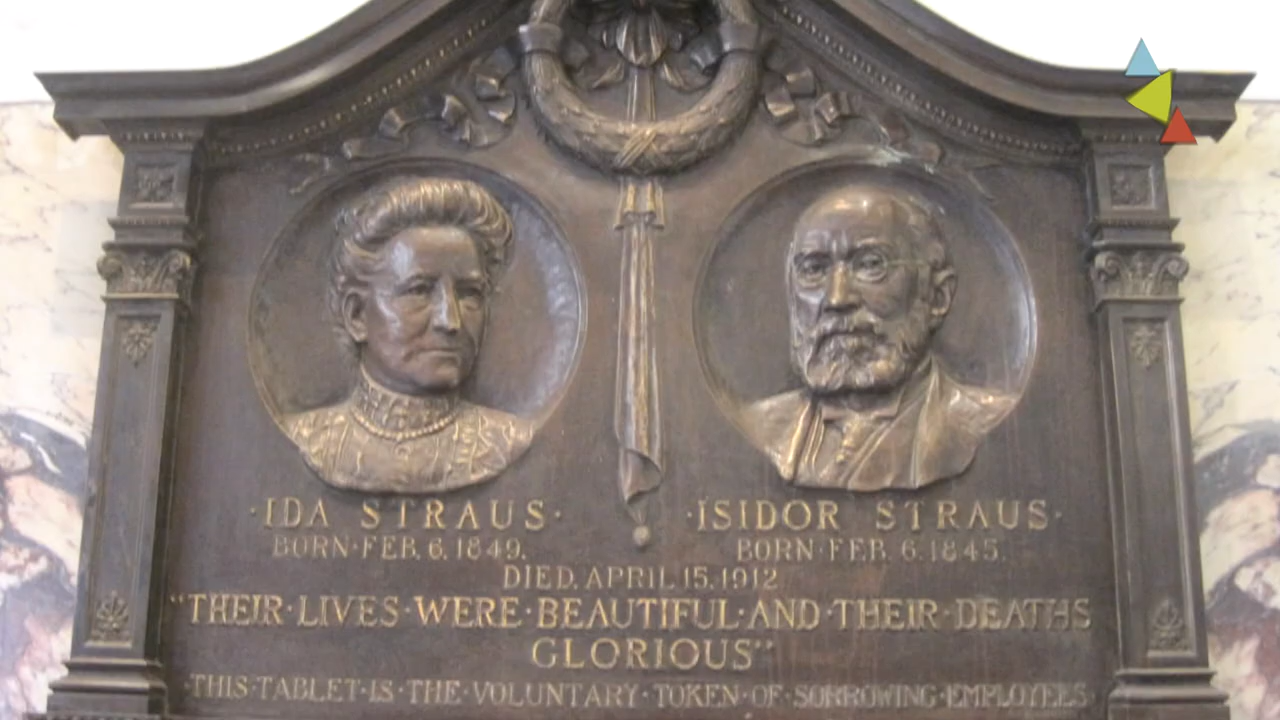 ·IDA STRAUS·
BORN·FEB. 6. 1849.
·ISIDOR STRAUS·
BORN·FEB. 6. 1845.
DIED, APRIL 15, 1912
"THEIR·LIVES·WERE·BEAUTIFUL·AND·THEIR·DEATHS
GLORIOUS"
·THIS·TABLET·IS·THE·VOLUNTARY·TOKEN·OF·SORROWING·EMPLOYEES·